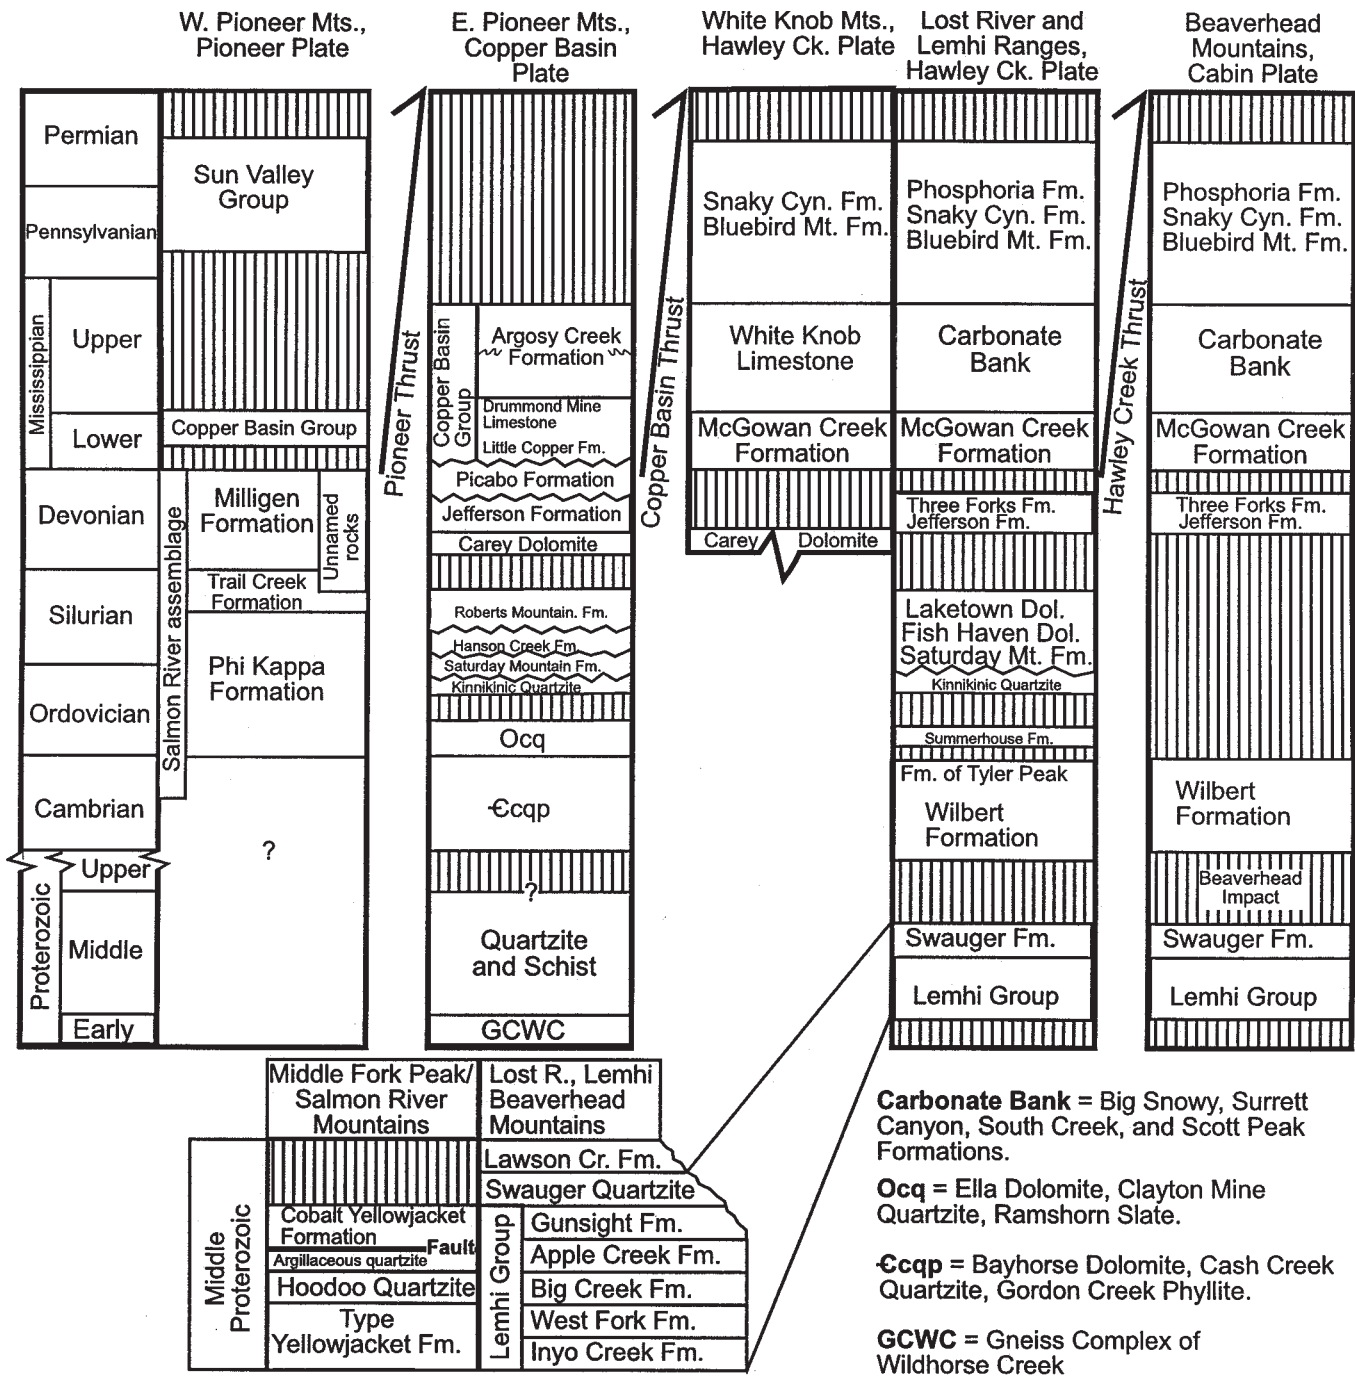 W. Pioneer Mts.,
Pioneer Plate
E. Pioneer Mts.,
Copper Basin
Plate
White Knob Mts.,
Hawley Ck. Plate
Lost River and
Lemhi Ranges,
Hawley Ck. Plate
Beaverhead
Mountains,
Cabin Plate
Permian
Pennsylvanian
Mississippian
Upper
Lower
Devonian
Silurian
Ordovician
Cambrian
Proterozoic
Upper
Middle
Early
Sun Valley
Group
Copper Basin Group
Salmon River assemblage
Milligen
Formation
Unnamed
rocks
Trail Creek
Formation
Phi Kappa
Formation
?
Pioneer Thrust
Copper Basin
Group
Argosy Creek
Formation
Drummond Mine
Limestone
Little Copper Fm.
Picabo Formation
Jefferson Formation
Carey Dolomite
Roberts Mountain. Fm.
Hanson Creek Fm
Saturday Mountain Fm.
Kinnikinic Quartzite
Ocq
Ꞓcqp
?
Quartzite
and Schist
GCWC
Copper Basin Thrust
Snaky Cyn. Fm.
Bluebird Mt. Fm.
White Knob
Limestone
McGowan Creek
Formation
Carey Dolomite
Phosphoria Fm.
Snaky Cyn. Fm.
Bluebird Mt. Fm.
Carbonate
Bank
McGowan Creek
Formation
Three Forks Fm.
Jefferson Fm.
Laketown Dol.
Fish Haven Dol.
Saturday Mt. Fm.
Kinnikinic Quartzite
Summerhouse Fm.
Fm. of Tyler Peak
Wilbert
Formation
Swauger Fm.
Lemhi Group
Hawley Creek Thrust
Phosphoria Fm.
Snaky Cyn. Fm.
Bluebird Mt. Fm.
Carbonate
Bank
McGowan Creek
Formation
Three Forks Fm.
Jefferson Fm.
Wilbert
Formation
Beaverhead
Impact
Swauger Fm.
Lemhi Group
Middle Fork Peak/
Salmon River
Mountains
Lost R., Lemhi
Beaverhead
Mountains
Middle
Proterozoic
Cobalt Yellowjacket
Formation
Fault
Argillaceous quartzite
Hoodoo Quartzite
Type
Yellowjacket Fm.
Lawson Cr. Fm.
Swauger Quartzite
Lemhi Group
Gunsight Fm.
Apple Creek Fm.
Big Creek Fm.
West Fork Fm.
Inyo Creek Fm.
Carbonate Bank = Big Snowy, Surrett
Canyon, South Creek, and Scott Peak
Formations.
Ocq = Ella Dolomite, Clayton Mine
Quartzite, Ramshorn Slate.
Ꞓcqp = Bayhorse Dolomite, Cash Creek
Quartzite, Gordon Creek Phyllite.
GCWC = Gneiss Complex of
Wildhorse Creek